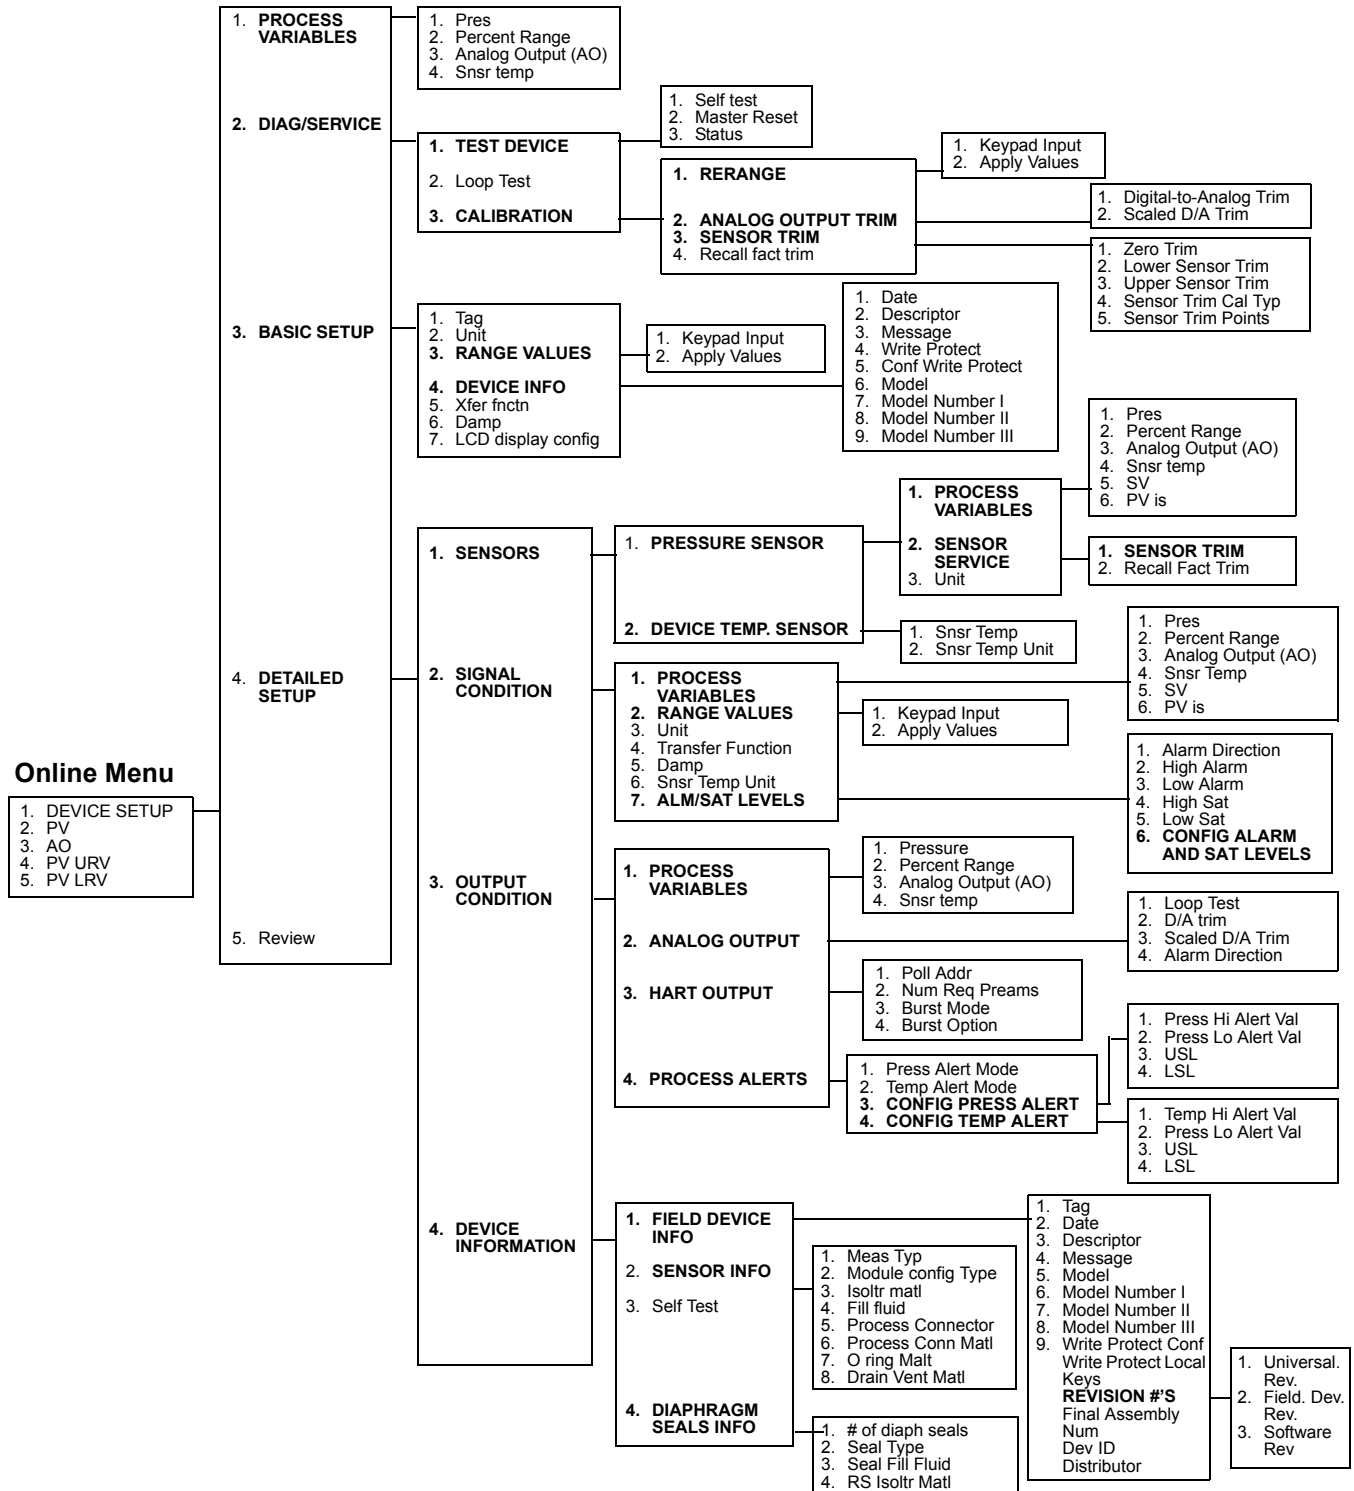 1. PROCESS
VARIABLES
2. DIAG/SERVICE
3. BASIC SETUP
4. DETAILED
SETUP
5. Review
Online Menu
1. DEVICE SETUP
2. PV
3. AO
4. PV URV
5. PV LRV
1. Pres
2. Percent Range
3. Analog Output (AO)
4. Snsr temp
1. TEST DEVICE
2. Loop Test
3. CALIBRATION
1. Self test
2. Master Reset
3. Status
1. RERANGE
2. ANALOG OUTPUT TRIM
3. SENSOR TRIM
4. Recall fact trim
1. Keypad Input
2. Apply Values
1. Digital-to-Analog Trim
2. Scaled D/A Trim
1. Zero Trim
2. Lower Sensor Trim
3. Upper Sensor Trim
4. Sensor Trim Cal Typ
5. Sensor Trim Points
1. Tag
2. Unit
3. RANGE VALUES
4. DEVICE INFO
5. Xfer fnctn
6. Damp
7. LCD display config
1. Keypad Input
2. Apply Values
1. Date
2. Descriptor
3. Message
4. Write Protect
5. Conf Write Protect
6. Model
7. Model Number I
8. Model Number II
9. Model Number III
1. SENSORS
2. SIGNAL
CONDITION
3. OUTPUT
CONDITION
4. DEVICE
INFORMATION
1. PRESSURE SENSOR
2. DEVICE TEMP. SENSOR
1. PROCESS
VARIABLES
2. SENSOR
SERVICE
3. Unit
1. Pres
2. Percent Range
3. Analog Output (AO)
4. Snsr temp
5. SV
6. PV is
1. SENSOR TRIM
2. Recall Fact Trim
1. Snsr Temp
2. Snsr Temp Unit
1. PROCESS
VARIABLES
2. RANGE VALUES
3. Unit
4. Transfer Function
5. Damp
6. Snsr Temp Unit
7. ALM/SAT LEVELS
1. Pres
2. Percent Range
3. Analog Output (AO)
4. Snsr Temp
5. SV
6. PV is
1. Keypad Input
2. Apply Values
1. Alarm Direction
2. High Alarm
3. Low Alarm
4. High Sat
5. Low Sat
6. CONFIG ALARM
AND SAT LEVELS
1. PROCESS
VARIABLES
2. ANALOG OUTPUT
3. HART OUTPUT
4. PROCESS ALERTS
1. Pressure
2. Percent Range
3. Analog Output (AO)
4. Snsr temp
1. Loop Test
2. D/A trim
3. Scaled D/A Trim
4. Alarm Direction
1. Poll Addr
2. Num Req Preams
3. Burst Mode
4. Burst Option
1. Press Alert Mode
2. Temp Alert Mode
3. CONFIG PRESS ALERT
4. CONFIG TEMP ALERT
1. Press Hi Alert Val
2. Press Lo Alert Val
3. USL
4. LSL
1. Temp Hi Alert Val
2. Press Lo Alert Val
3. USL
4. LSL
1. FIELD DEVICE
INFO
2. SENSOR INFO
3. Self Test
4. DIAPHRAGM
SEALS INFO
1. Tag
2. Date
3. Descriptor
4. Message
5. Model
6. Model Number I
7. Model Number II
8. Model Number III
9. Write Protect Conf
Write Protect Local
Keys
REVISION #'S
Final Assembly
Num
Dev ID
Distributor
1. Universal.
Rev.
2. Field. Dev.
Rev.
3. Software
Rev
1. Meas Typ
2. Module config Type
3. Isoltr matl
4. Fill fluid
5. Process Connector
6. Process Conn Matl
7. O ring Malt
8. Drain Vent Matl
1. # of diaph seals
2. Seal Type
3. Seal Fill Fluid
4. RS Isoltr Matl